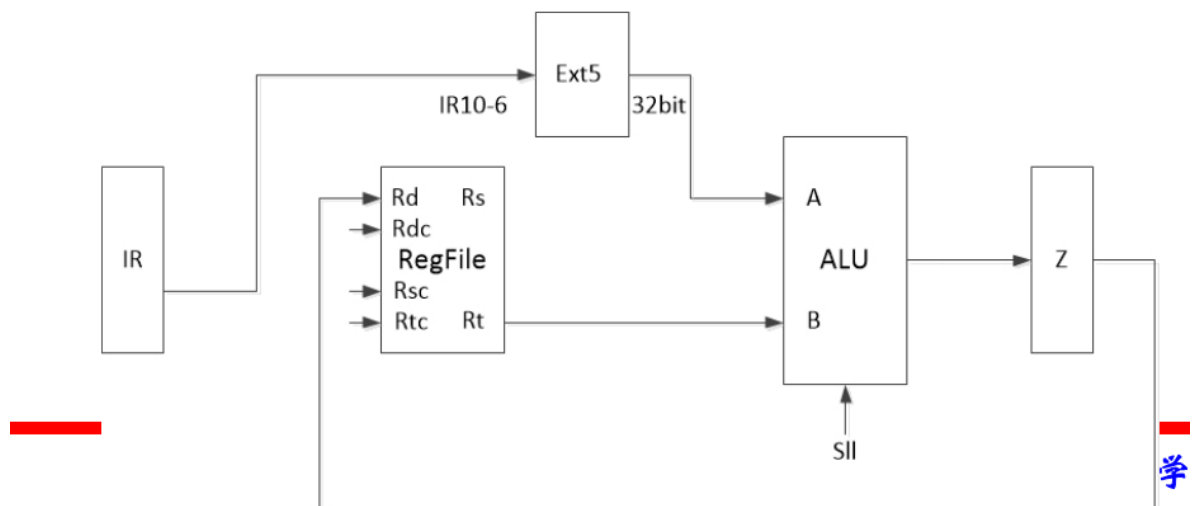 Ext5
IR10-6
32bit
IR
Rd
Rs
Rdc
RegFile
Rsc
Rtc
Rt
A
ALU
B
Z
Sll
学